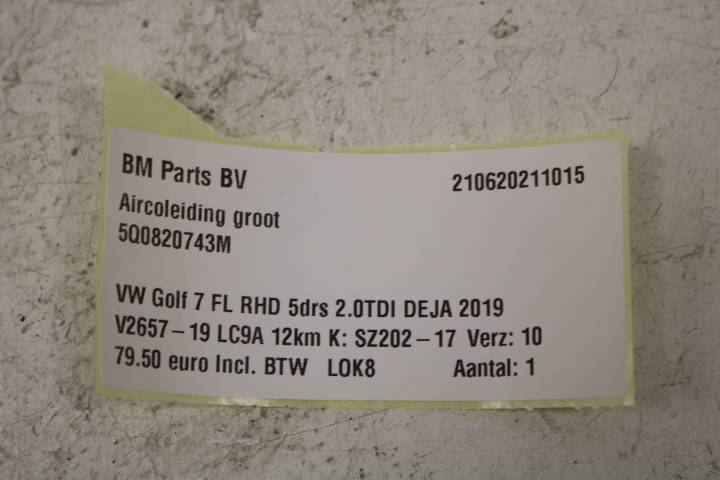 BM Parts BV 210620211015
Aircoleiding groot
5Q0820743M
VW Golf 7 FL RHD 5drs 2.0TDI DEJA 2019
V2657-19 LC9A 12km K: SZ202-17 Verz: 10
79.50 euro Incl. BTW LOK8 Aantal: 1